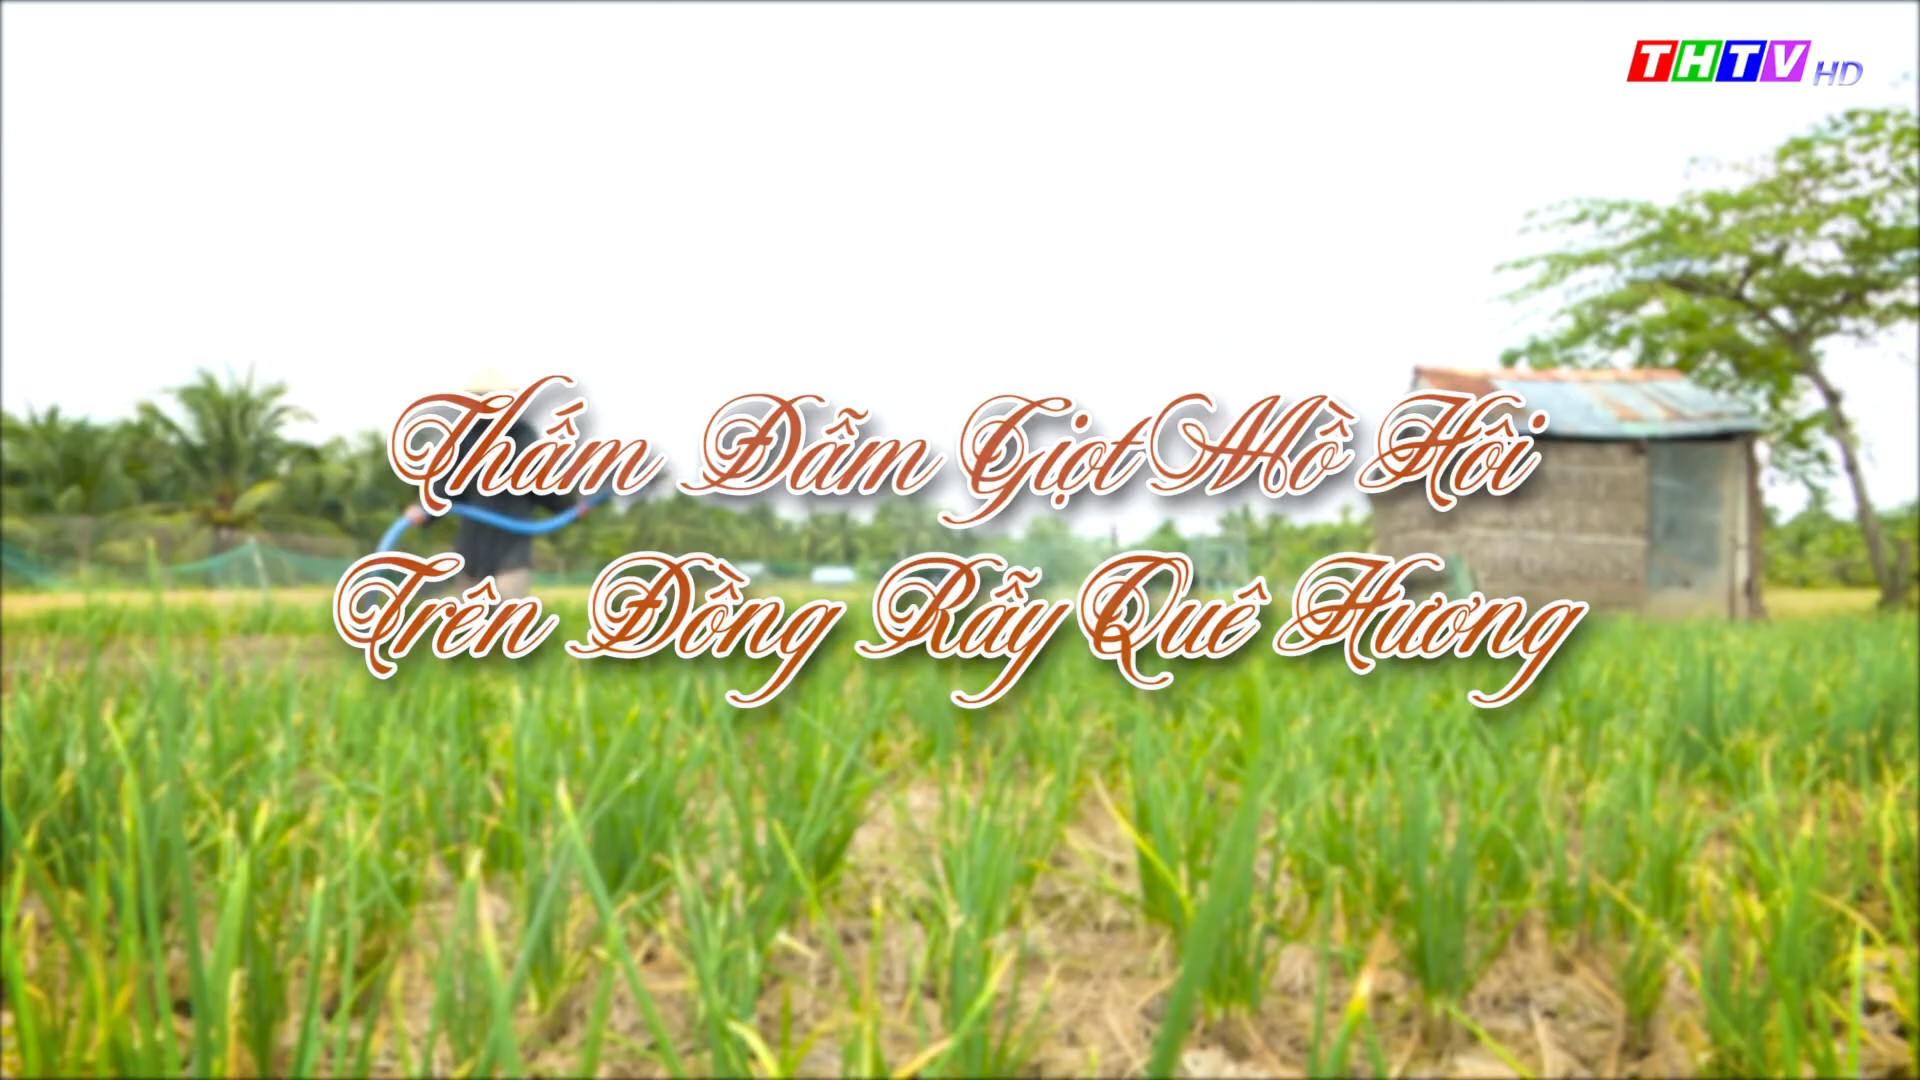 THTV HD
Thấm Đẫm Giọt Mồ Hôi
Trên Đồng Rẫy Quê Hương